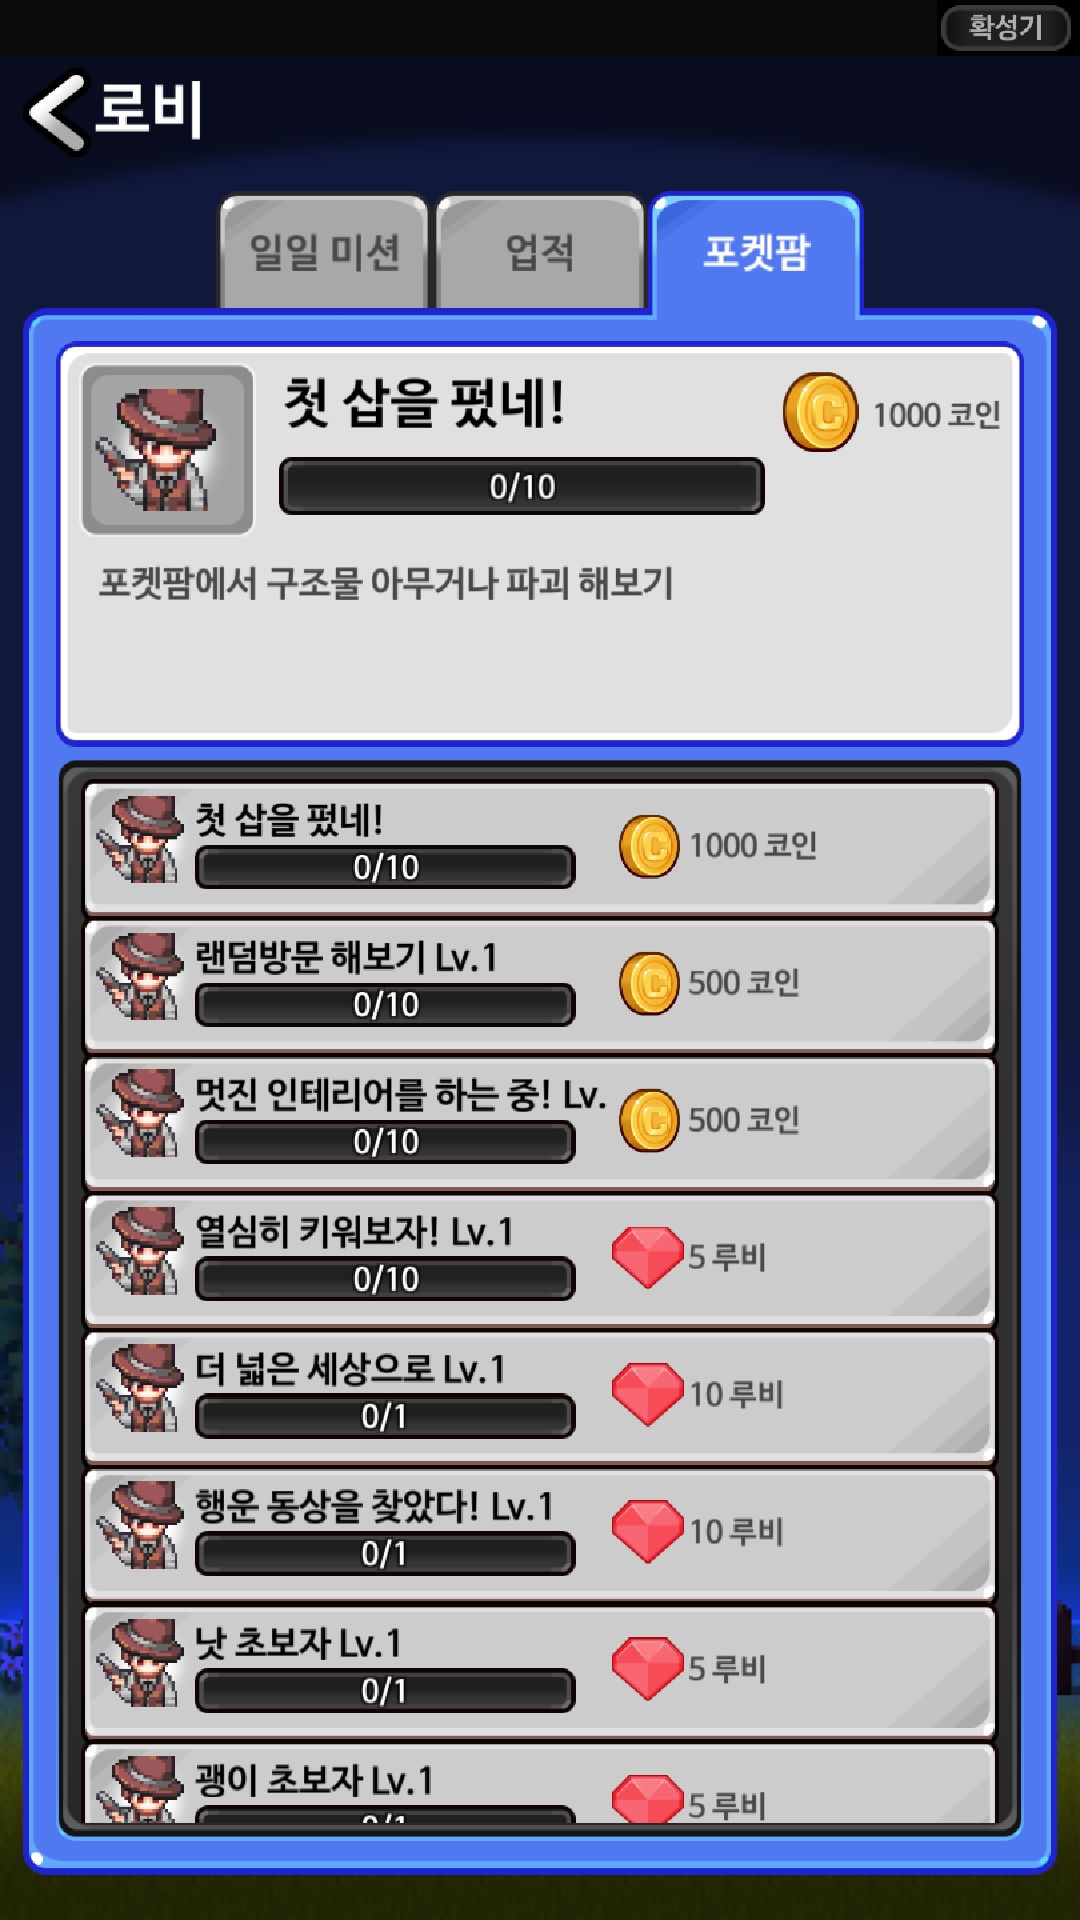 확성기
로비
일일 미션
업적
포켓팜
첫 삽을 펐네!
1000 코인
0/10
포켓팜에서 구조물 아무거나 파괴 해보기
첫 삽을 펐네!
0/10
1000 코인
랜덤방문 해보기 Lv.1
0/10
500 코인
멋진 인테리어를 하는 중! Lv.
0/10
500 코인
열심히 키워보자! Lv.1
0/10
5 루비
더 넓은 세상으로 Lv.1
0/1
10 루비
행운 동상을 찾았다! Lv.1
0/1
10 루비
낫 초보자 Lv.1
0/1
5 루비
괭이 초보자 Lv.1
0/1
5 루비